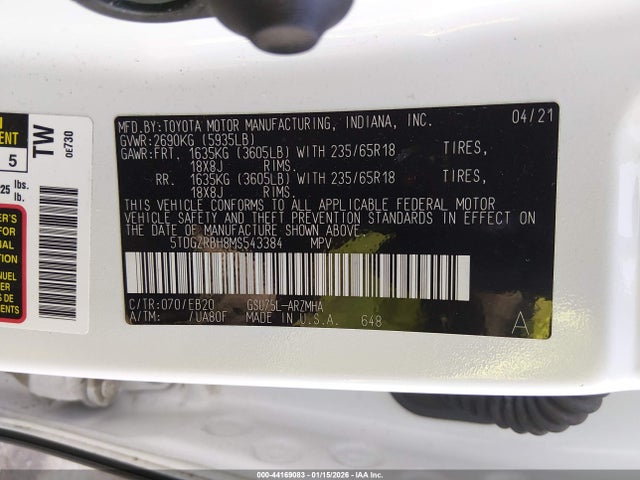 MFD.BY:TOYOTA MOTOR MANUFACTURING, INDIANA, INC. 04/21
GVWR:2690KG (5935LB)
GAWR:FRT. 1635KG (3605LB) WITH 235/65R18 TIRES,
18X8J RIMS.
RR. 1635KG (3605LB) WITH 235/65R18 TIRES,
18X8J RIMS.
THIS VEHICLE CONFORMS TO ALL APPLICABLE FEDERAL MOTOR
VEHICLE SAFETY AND THEFT PREVENTION STANDARDS IN EFFECT ON
THE DATE OF MANUFACTURE SHOWN ABOVE.
5TDGZRBH8MS543384 MPV
C/TR:070/EB20 GSU75L-ARZMHA
A/TM: /UA80F MADE IN U.S.A. 648
A
TW
0E730
5
lbs.
lb.
000-44169083 - 01/15/2026 - IAA Corp.